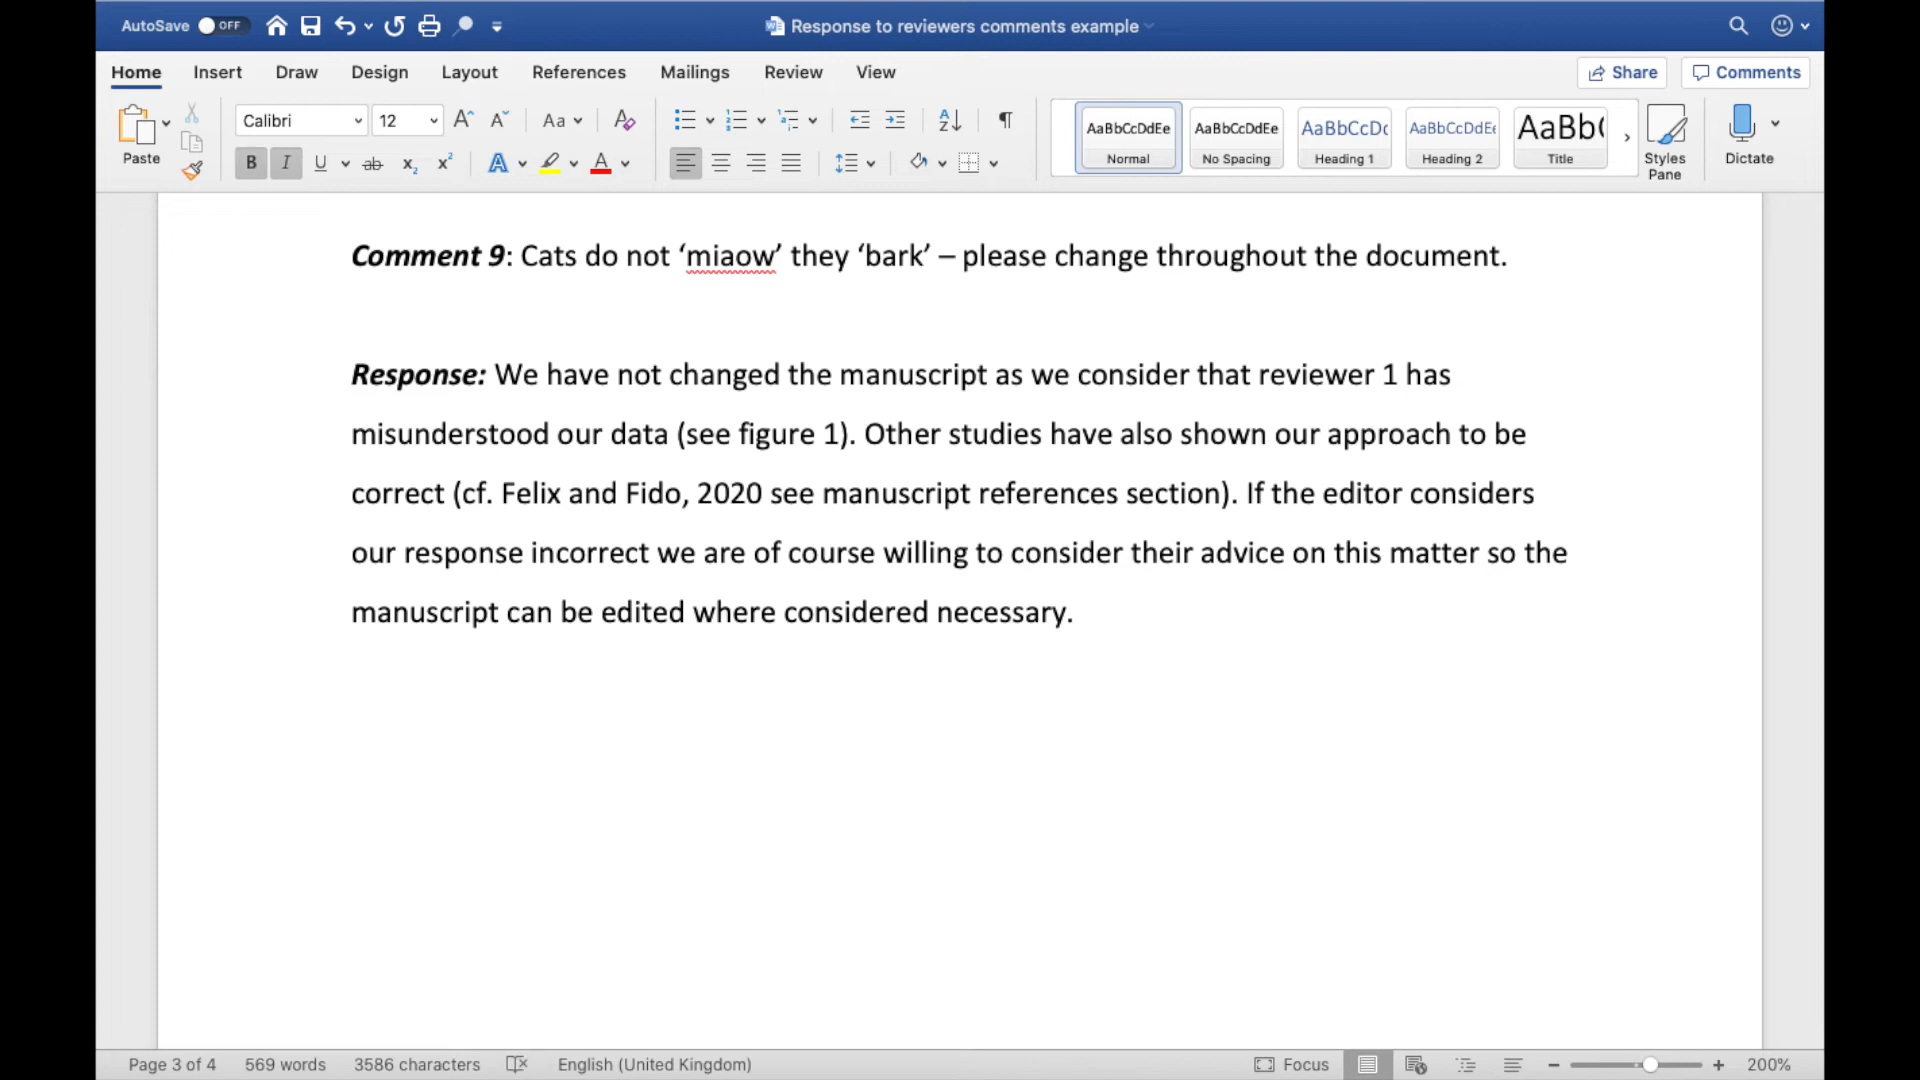 AutoSave OFF Response to reviewers comments example
Home Insert Draw Design Layout References Mailings Review View Share Comments
Paste Calibri 12 Aa AaBbCcDdEe AaBbCcDdEe AaBbCcDc AaBbCcDdEe AaBb( Styles Pane Dictate
B I U ab x₂ x² A A Normal No Spacing Heading 1 Heading 2 Title
Comment 9: Cats do not ‘miaow’ they ‘bark’ – please change throughout the document.
Response: We have not changed the manuscript as we consider that reviewer 1 has
misunderstood our data (see figure 1). Other studies have also shown our approach to be
correct (cf. Felix and Fido, 2020 see manuscript references section). If the editor considers
our response incorrect we are of course willing to consider their advice on this matter so the
manuscript can be edited where considered necessary.
Page 3 of 4 569 words 3586 characters English (United Kingdom) Focus 200%